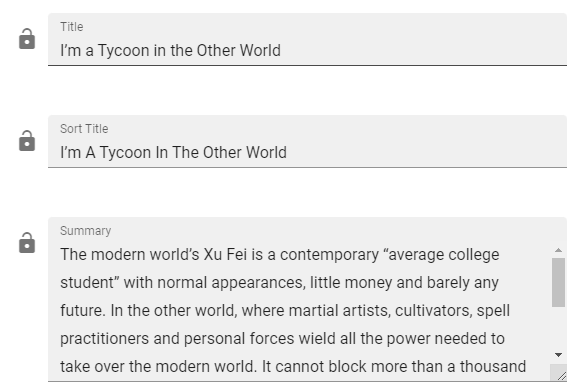 Title
I’m a Tycoon in the Other World
Sort Title
I’m A Tycoon In The Other World
Summary
The modern world’s Xu Fei is a contemporary “average college
student” with normal appearances, little money and barely any
future. In the other world, where martial artists, cultivators, spell
practitioners and personal forces wield all the power needed to
take over the modern world. It cannot block more than a thousand